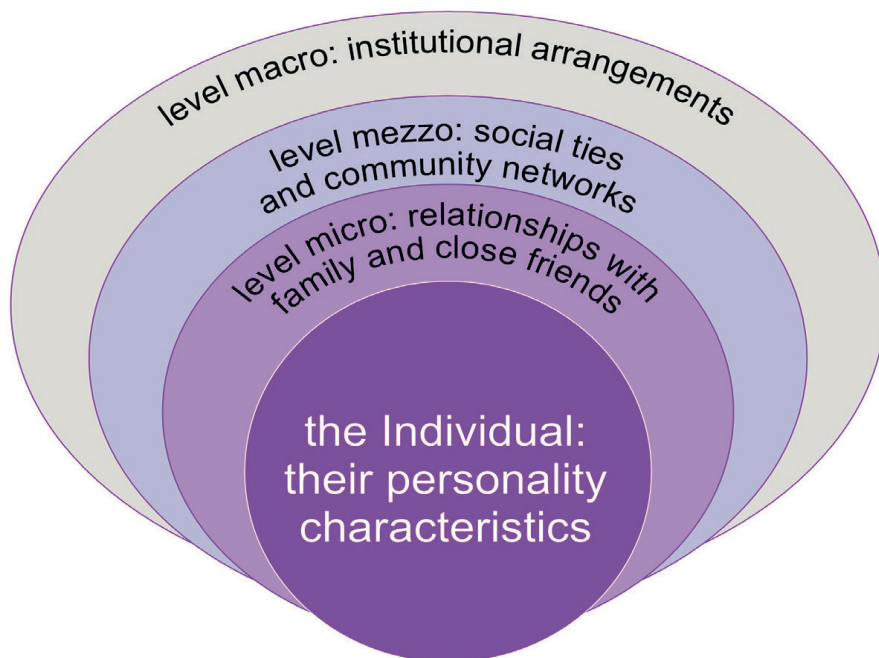 level macro: institutional arrangements
level mezzo: social ties
and community networks
level micro: relationships with
family and close friends
the Individual:
their personality
characteristics